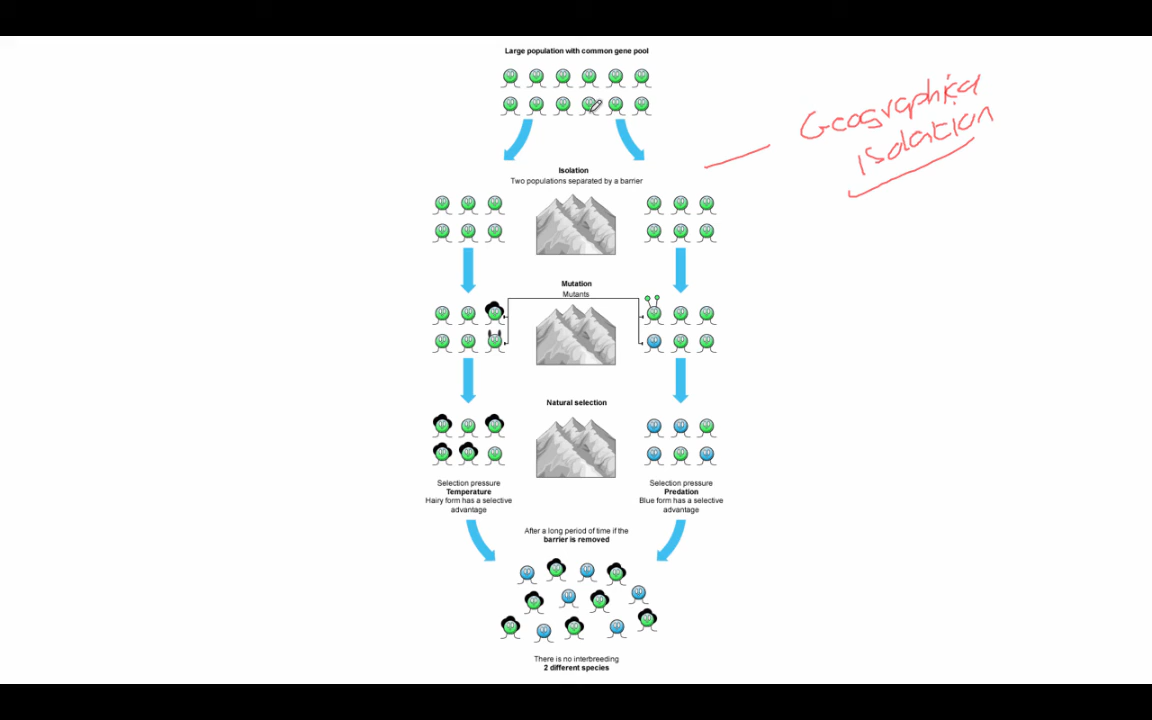 Large population with common gene pool
Geographical
isolation
Isolation
Two populations separated by a barrier
Mutation
Mutants
Natural selection
Selection pressure
Temperature
Hairy form has a selective
advantage
Selection pressure
Predation
Blue form has a selective
advantage
After a long period of time if the
barrier is removed
There is no interbreeding
2 different species